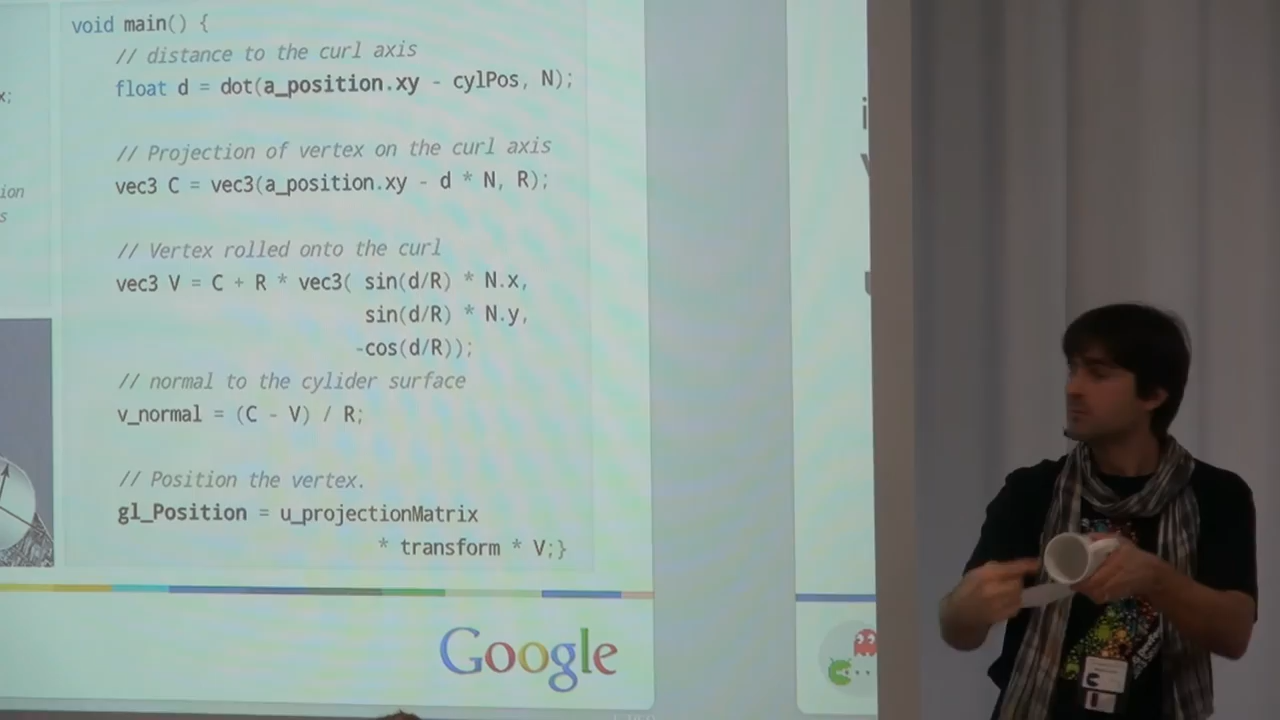 void main() {
// distance to the curl axis
float d = dot(a_position.xy - cylPos, N);
// Projection of vertex on the curl axis
vec3 C = vec3(a_position.xy - d * N, R);
// Vertex rolled onto the curl
vec3 V = C + R * vec3( sin(d/R) * N.x,
sin(d/R) * N.y,
-cos(d/R));
// normal to the cylider surface
v_normal = (C - V) / R;
// Position the vertex.
gl_Position = u_projectionMatrix
* transform * V;}
x;
ion
s
Google